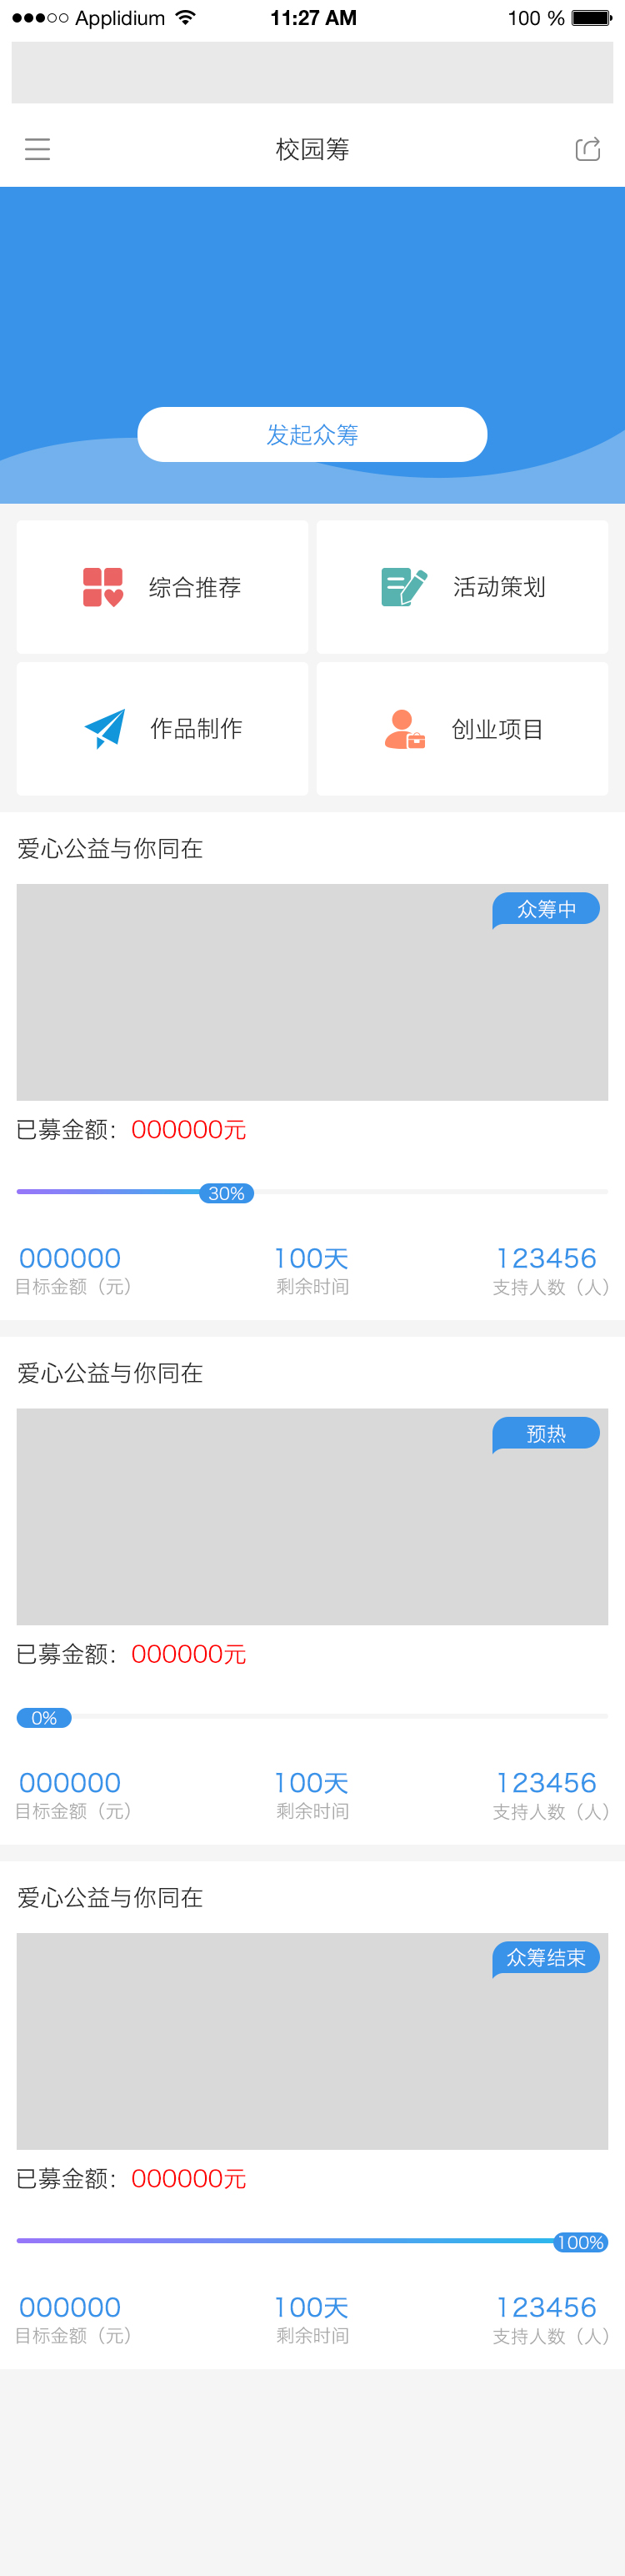 Applidium 11:27 AM 100 %
校园筹
发起众筹
综合推荐 活动策划
作品制作 创业项目
爱心公益与你同在
众筹中
已募金额：000000元
30%
000000 100天 123456
目标金额（元） 剩余时间 支持人数（人）
爱心公益与你同在
预热
已募金额：000000元
0%
000000 100天 123456
目标金额（元） 剩余时间 支持人数（人）
爱心公益与你同在
众筹结束
已募金额：000000元
100%
000000 100天 123456
目标金额（元） 剩余时间 支持人数（人）